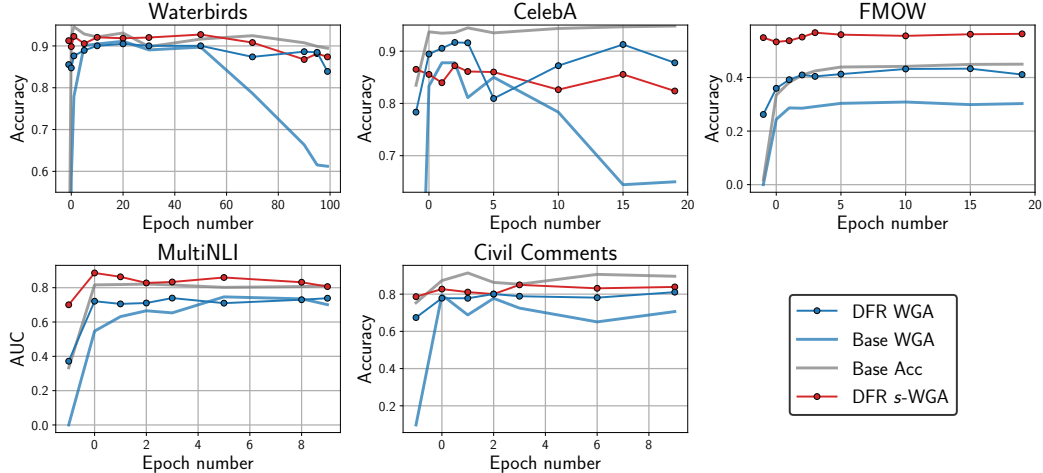 Waterbirds
Accuracy
0.9
0.8
0.7
0.6
0 20 40 60 80 100
Epoch number
CelebA
Accuracy
0.9
0.8
0.7
0 5 10 15 20
Epoch number
FMOW
Accuracy
0.4
0.2
0.0
0 5 10 15 20
Epoch number
MultiNLI
AUC
0.8
0.6
0.4
0.2
0.0
0 2 4 6 8
Epoch number
Civil Comments
Accuracy
0.8
0.6
0.4
0.2
0 2 4 6 8
Epoch number
DFR WGA
Base WGA
Base Acc
DFR s-WGA